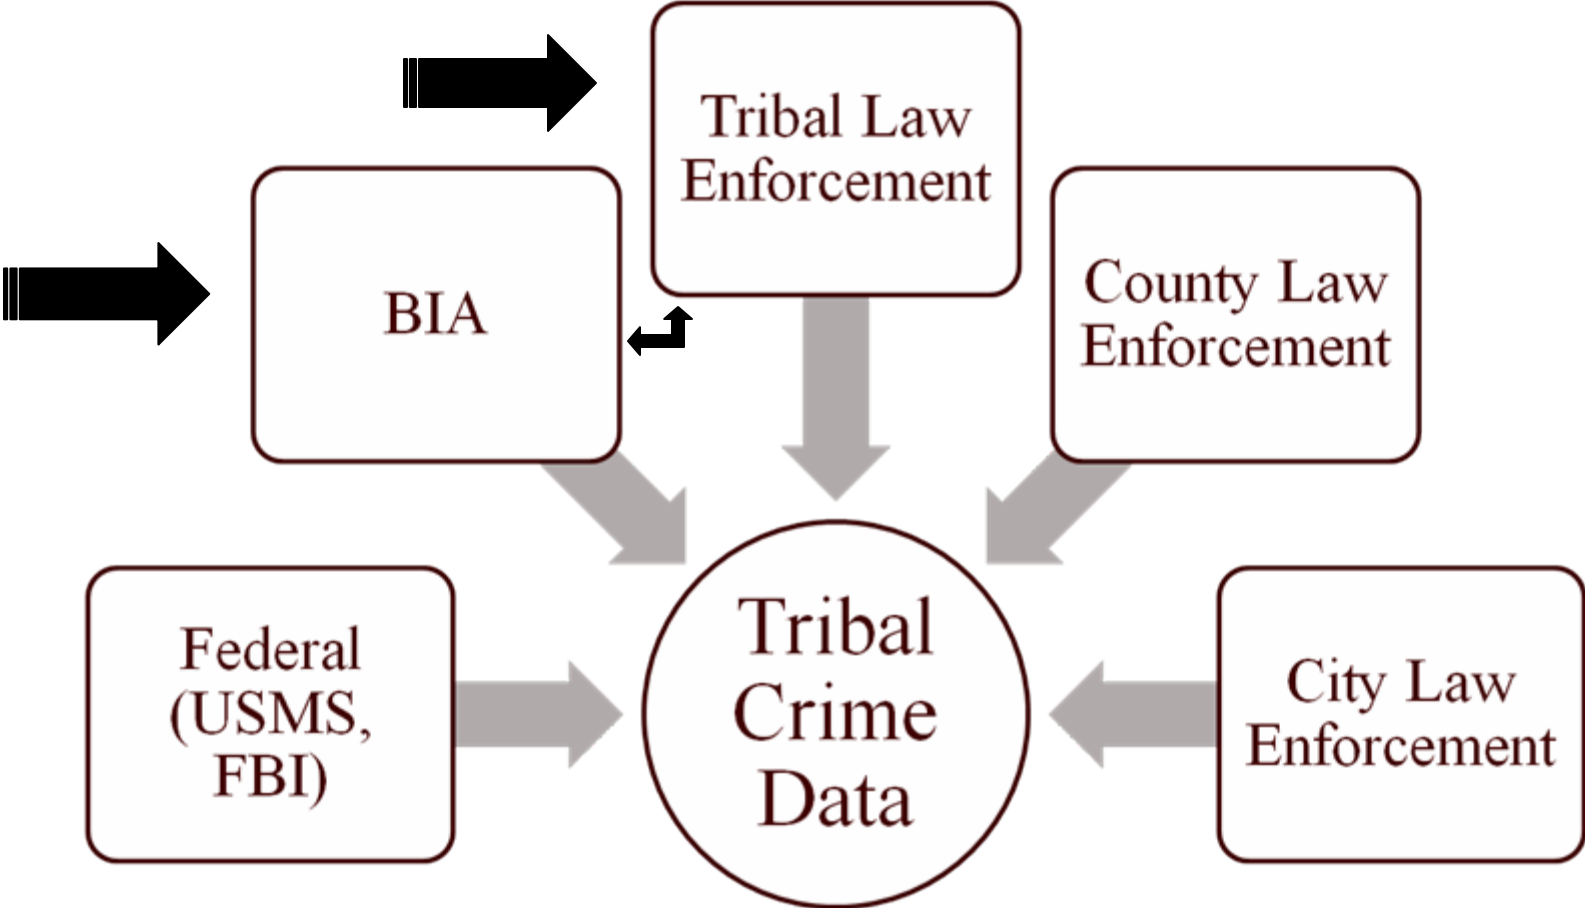 Tribal Law
Enforcement
BIA
County Law
Enforcement
Federal
(USMS,
FBI)
Tribal
Crime
Data
City Law
Enforcement